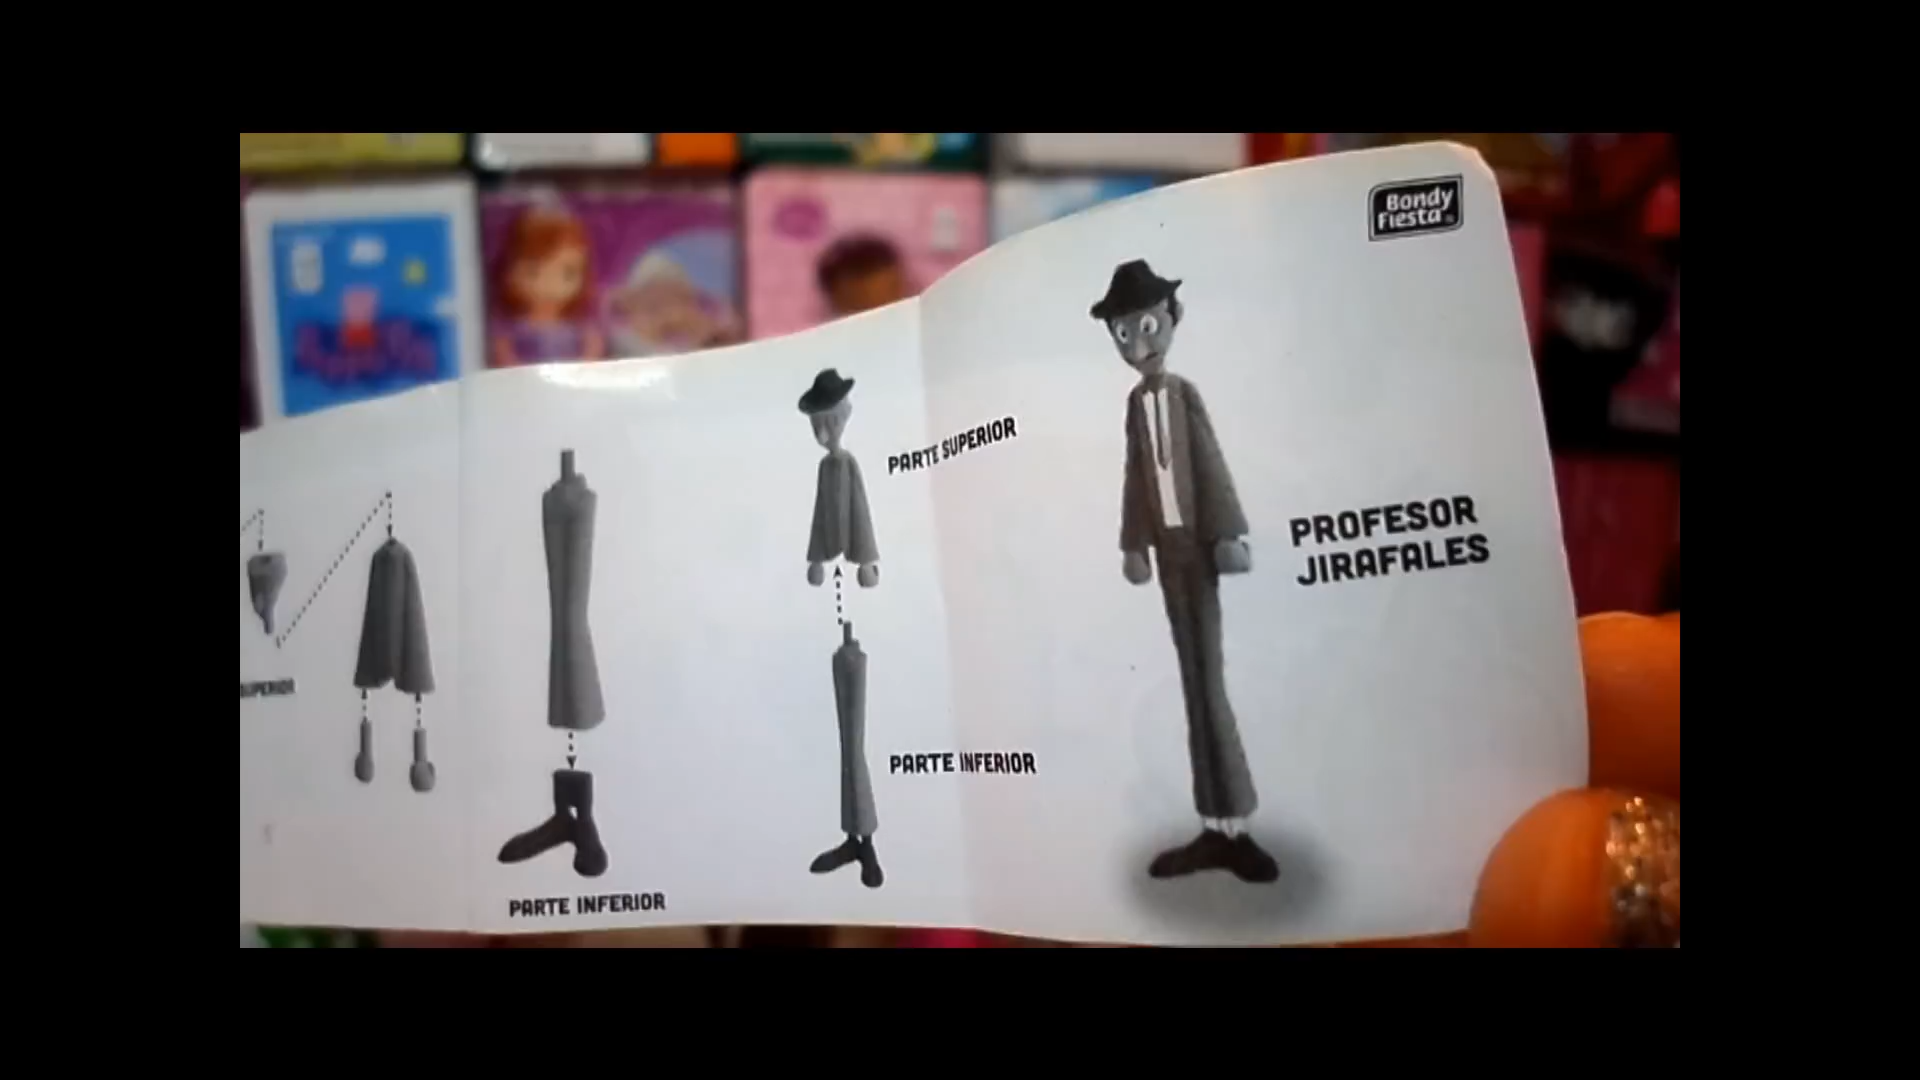 Bondy
Fiesta
PARTE SUPERIOR
PROFESOR
JIRAFALES
SUPERIOR
PARTE INFERIOR
PARTE INFERIOR